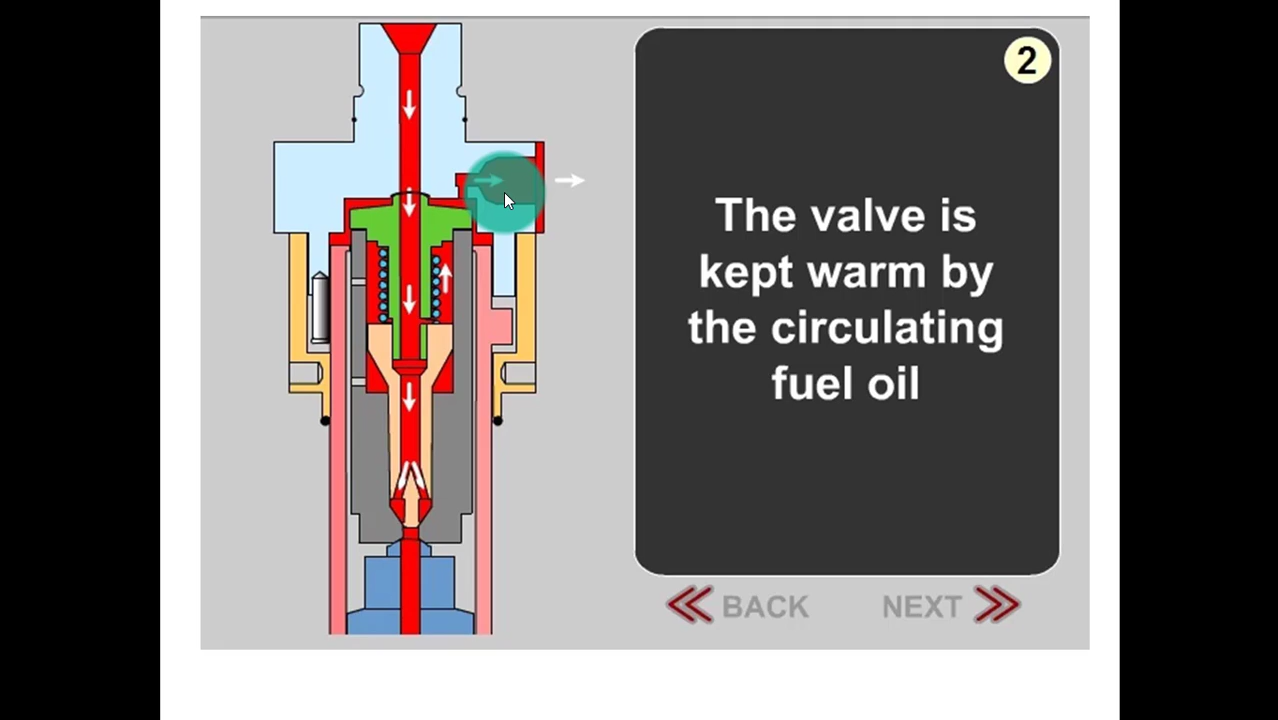 2
The valve is
kept warm by
the circulating
fuel oil
BACK
NEXT